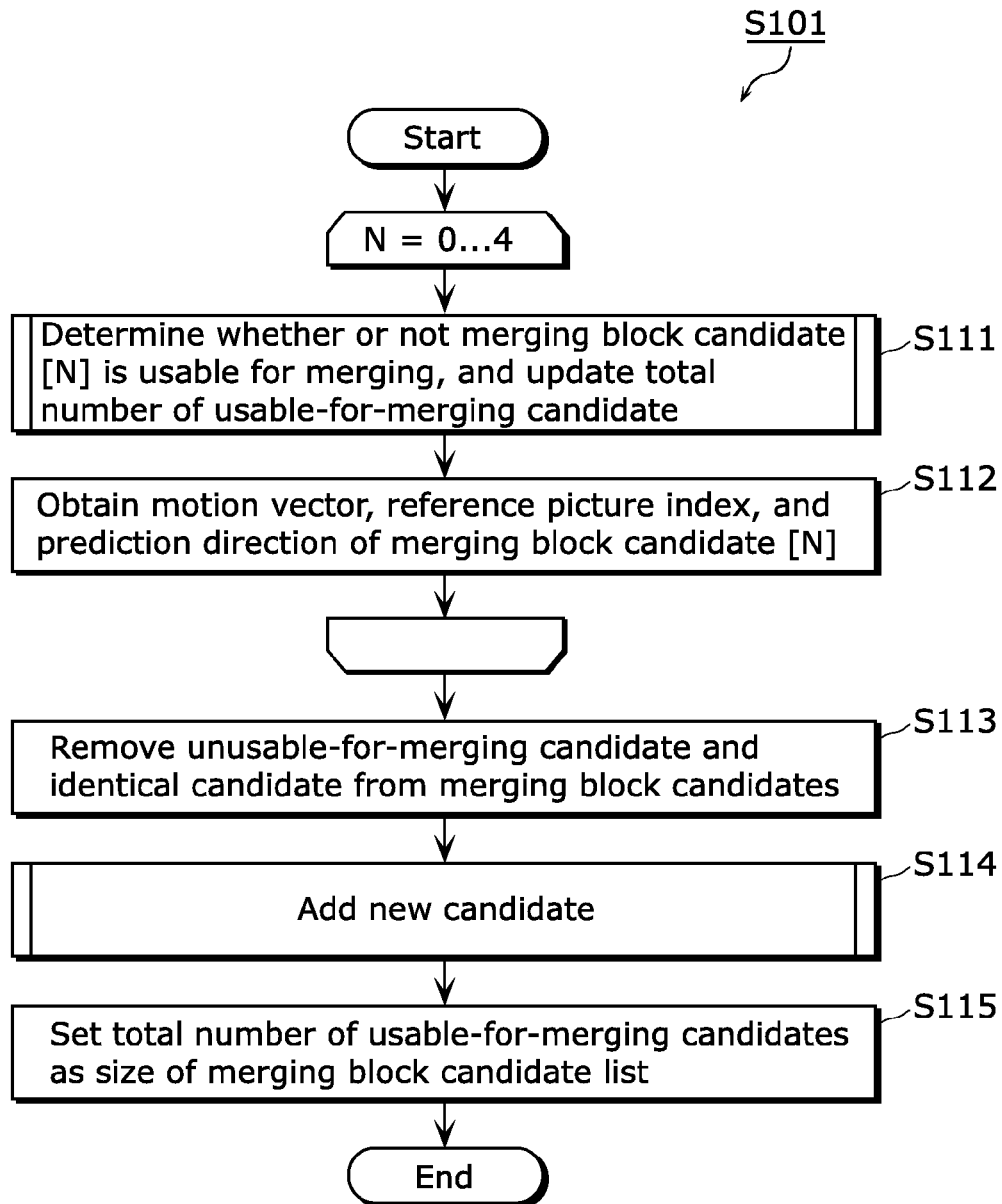 S101
Start
N = 0...4
Determine whether or not merging block candidate
[N] is usable for merging, and update total
number of usable-for-merging candidate
S111
Obtain motion vector, reference picture index, and
prediction direction of merging block candidate [N]
S112
Remove unusable-for-merging candidate and
identical candidate from merging block candidates
S113
Add new candidate
S114
Set total number of usable-for-merging candidates
as size of merging block candidate list
S115
End